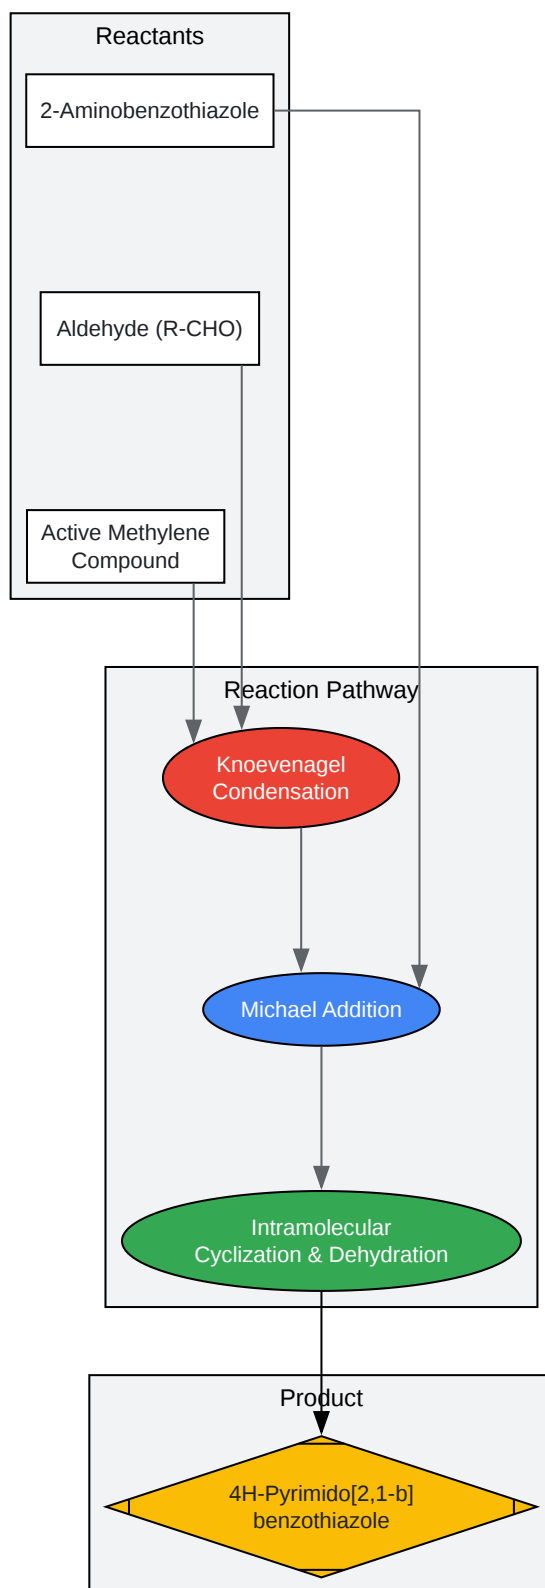 Reactants
2-Aminobenzothiazole
Aldehyde (R-CHO)
Active Methylene
Compound
Reaction Pathway
Knoevenagel
Condensation
Michael Addition
Intramolecular
Cyclization & Dehydration
Product
4H-Pyrimido[2,1-b]
benzothiazole